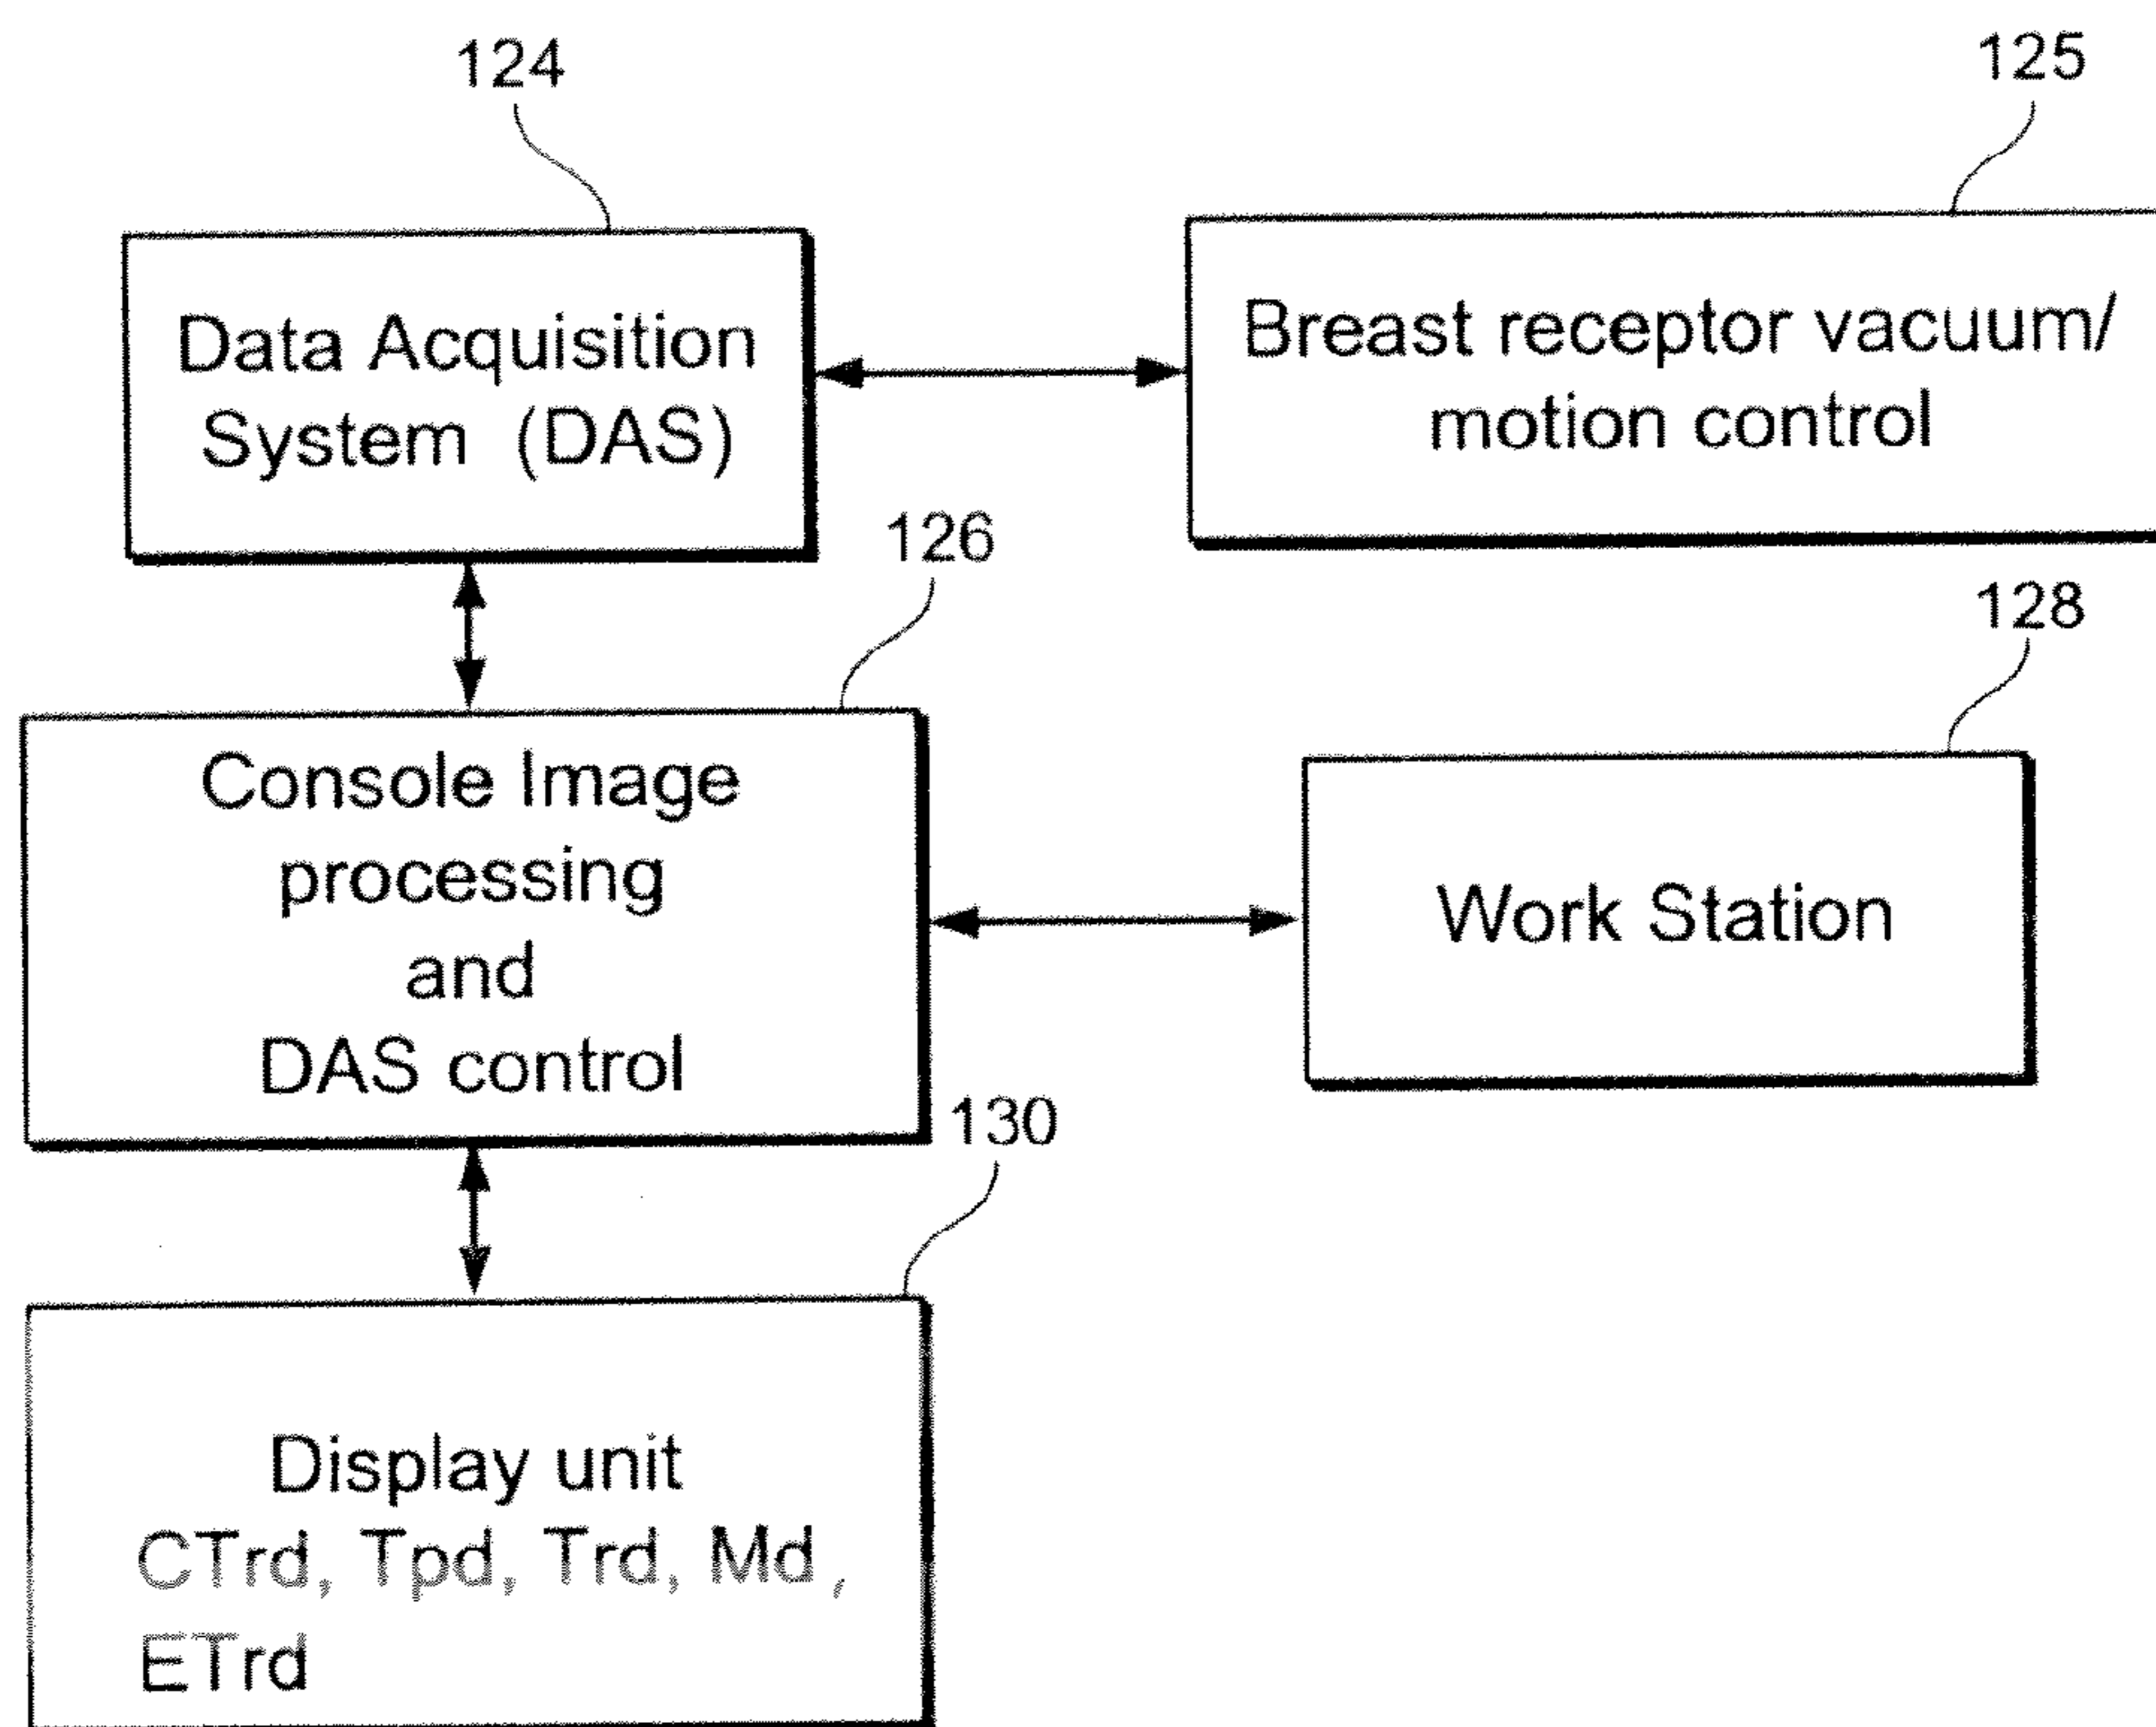 124
125
Data Acquisition
System (DAS)
Breast receptor vacuum/
motion control
126
128
Console Image
processing
and
DAS control
Work Station
130
Display unit
CTrd, Tpd, Trd, Md,
ETrd